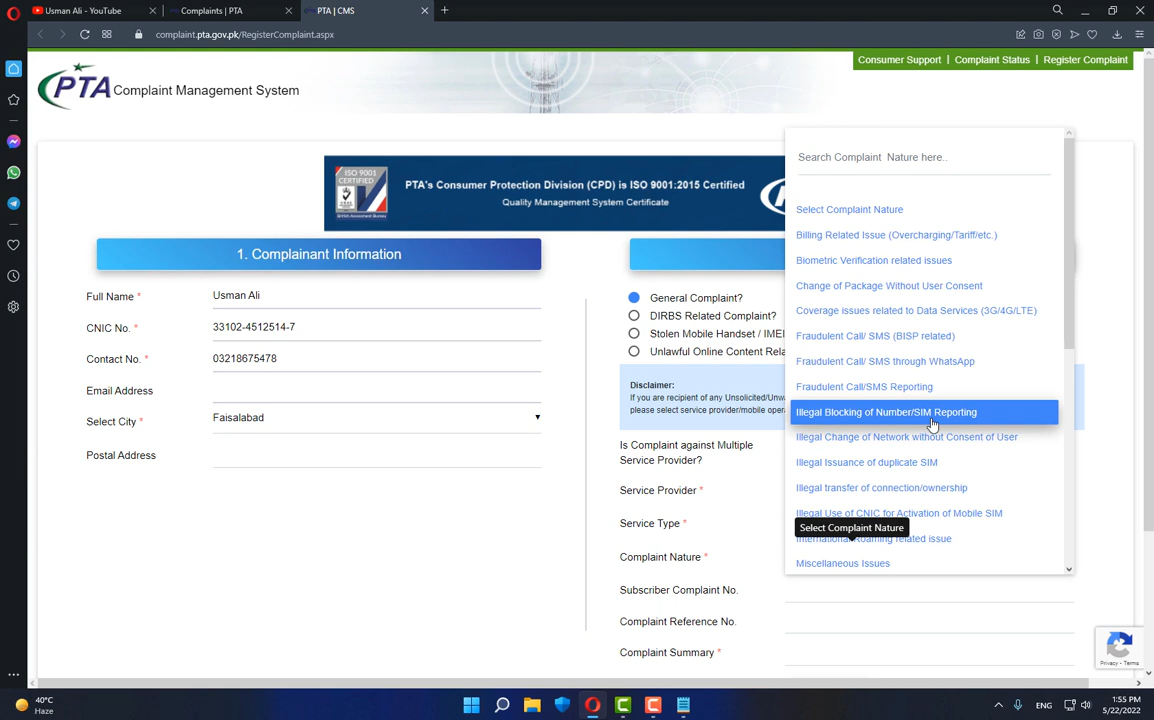 Usman Ali - YouTube
Complaints | PTA
PTA | CMS
complaint.pta.gov.pk/RegisterComplaint.aspx
Consumer Support | Complaint Status | Register Complaint
PTA Complaint Management System
ISO 9001
CERTIFIED
PTA's Consumer Protection Division (CPD) is ISO 9001:2015 Certified
Quality Management System Certificate
1. Complainant Information
Full Name *
Usman Ali
CNIC No. *
33102-4512514-7
Contact No. *
03218675478
Email Address
Select City *
Faisalabad
Postal Address
General Complaint?
DIRBS Related Complaint?
Stolen Mobile Handset / IMEI
Unlawful Online Content Rela
Disclaimer:
If you are recipient of any Unsolicited/Unw
please select service provider/mobile oper
Is Complaint against Multiple
Service Provider?
Service Provider *
Service Type *
Complaint Nature *
Subscriber Complaint No.
Complaint Reference No.
Complaint Summary *
Search Complaint Nature here..
Select Complaint Nature
Billing Related Issue (Overcharging/Tariff/etc.)
Biometric Verification related issues
Change of Package Without User Consent
Coverage issues related to Data Services (3G/4G/LTE)
Fraudulent Call/ SMS (BISP related)
Fraudulent Call/ SMS through WhatsApp
Fraudulent Call/SMS Reporting
Illegal Blocking of Number/SIM Reporting
Illegal Change of Network without Consent of User
Illegal Issuance of duplicate SIM
Illegal transfer of connection/ownership
Illegal Use of CNIC for Activation of Mobile SIM
Select Complaint Nature
International Roaming related issue
Miscellaneous Issues
Privacy - Terms
40°C
Haze
ENG
1:55 PM
5/22/2022